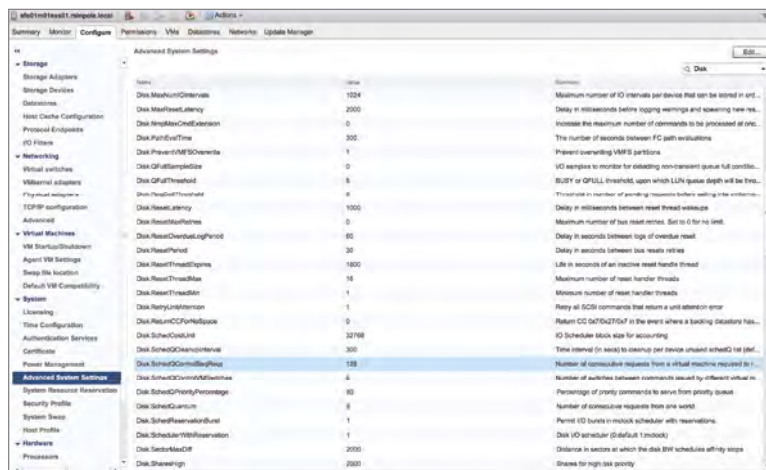 sfo01m01esx01.rainpole.local Actions
Summary Monitor Configure Permissions VMs Datastores Networks Update Manager
Advanced System Settings
Edit...
Disk
Storage
Storage Adapters
Storage Devices
Datastores
Host Cache Configuration
Protocol Endpoints
I/O Filters
Networking
Virtual switches
VMkernel adapters
Physical adapters
TCP/IP configuration
Advanced
Virtual Machines
VM Startup/Shutdown
Agent VM Settings
Swap file location
Default VM Compatibility
System
Licensing
Time Configuration
Authentication Services
Certificate
Power Management
Advanced System Settings
System Resource Reservation
Security Profile
System Swap
Host Profile
Hardware
Processors
Name Value Summary
Disk.MaxNumIOIntervals 1024 Maximum number of IO intervals per device that can be stored in ord...
Disk.MaxResetLatency 2000 Delay in milliseconds before logging warnings and spawning new res...
Disk.NmpMaxCmdExtension 0 Increase the maximum number of commands to be processed at onc...
Disk.PathEvalTime 300 The number of seconds between FC path evaluations
Disk.PreventVMFSOverwrite 1 Prevent overwriting VMFS partitions
Disk.QFullSampleSize 0 I/O samples to monitor for detecting non-transient queue full conditio...
Disk.QFullThreshold 8 BUSY or QFULL threshold, upon which LUN queue depth will be thro...
Disk.ResetLatency 1000 Delay in milliseconds between reset thread wakeups
Disk.ResetMaxRetries 0 Maximum number of bus reset retries. Set to 0 for no limit.
Disk.ResetOverdueLogPeriod 60 Delay in seconds between logs of overdue reset
Disk.ResetPeriod 30 Delay in seconds between bus resets retries
Disk.ResetThreadExpires 1800 Life in seconds of an inactive reset handle thread
Disk.ResetThreadMax 16 Maximum number of reset handler threads
Disk.ResetThreadMin 1 Minimum number of reset handler threads
Disk.RetryUnitAttention 1 Retry all SCSI commands that return a unit attention error
Disk.ReturnCCForNoSpace 0 Return CC 0x7/0x27/0x7 in the event where a backing datastore has...
Disk.SchedCostUnit 32768 IO Scheduler block size for accounting
Disk.SchedQCleanupInterval 300 Time interval (in secs) to cleanup per device unused schedQ list (def...
Disk.SchedQControlSeqReqs 128 Number of consecutive requests from a virtual machine required to r...
Disk.SchedQControlVMSwitches 6 Number of switches between commands issued by different virtual m...
Disk.SchedQPriorityPercentage 80 Percentage of priority commands to serve from priority queue
Disk.SchedQuantum 8 Number of consecutive requests from one world
Disk.SchedReservationBurst 1 Permit I/O bursts in mclock scheduler with reservations.
Disk.SchedulerWithReservation 1 Disk I/O scheduler (0:default 1:mclock)
Disk.SectorMaxDiff 2000 Distance in sectors at which the disk BW schedules affinity stops
Disk.SharesHigh 2000 Shares for high disk priority